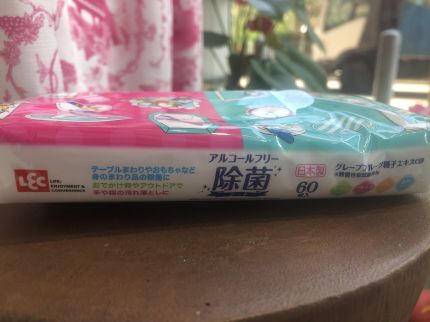 LEC
LIFE,
ENJOYMENT &
CONVENIENCE
テーブルまわりやおもちゃなど
身のまわり品の除菌に
おでかけ時やアウトドアで
手や指の汚れ落としに
アルコールフリー
除菌
日本製
60
枚入
グレープフルーツ種子エキス配合